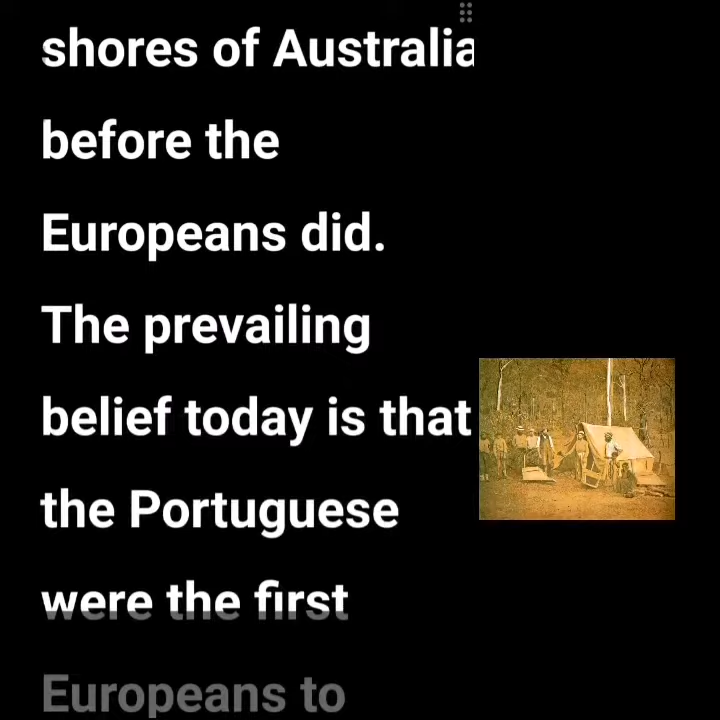 shores of Australia
before the
Europeans did.
The prevailing
belief today is that
the Portuguese
were the first
Europeans to